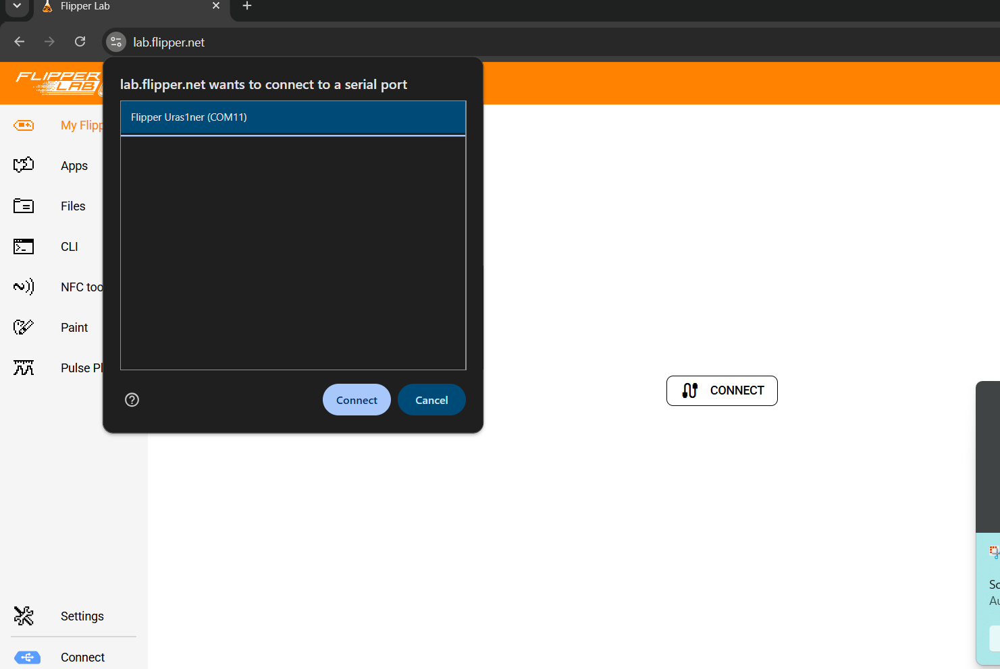 Flipper Lab
lab.flipper.net
FLIPPER
LAB
lab.flipper.net wants to connect to a serial port
Flipper Uras1ner (COM11)
Connect
Cancel
My Flipp
Apps
Files
CLI
NFC too
Paint
Pulse Pl
CONNECT
Settings
Connect
Sc
Au